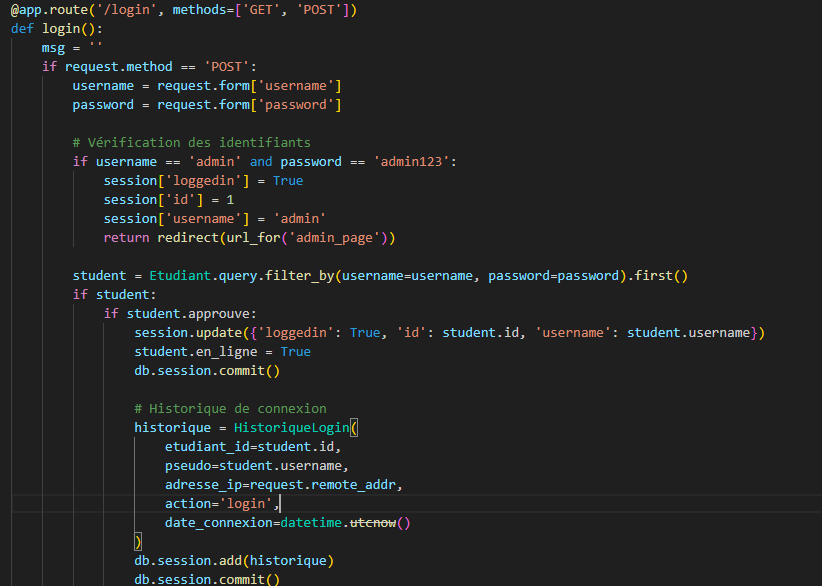 @app.route('/login', methods=['GET', 'POST'])
def login():
    msg = ''
    if request.method == 'POST':
        username = request.form['username']
        password = request.form['password']

        # Vérification des identifiants
        if username == 'admin' and password == 'admin123':
            session['loggedin'] = True
            session['id'] = 1
            session['username'] = 'admin'
            return redirect(url_for('admin_page'))

        student = Etudiant.query.filter_by(username=username, password=password).first()
        if student:
            if student.approuve:
                session.update({'loggedin': True, 'id': student.id, 'username': student.username})
                student.en_ligne = True
                db.session.commit()

                # Historique de connexion
                historique = HistoriqueLogin(
                    etudiant_id=student.id,
                    pseudo=student.username,
                    adresse_ip=request.remote_addr,
                    action='login',
                    date_connexion=datetime.utcnow()
                )
                db.session.add(historique)
                db.session.commit()